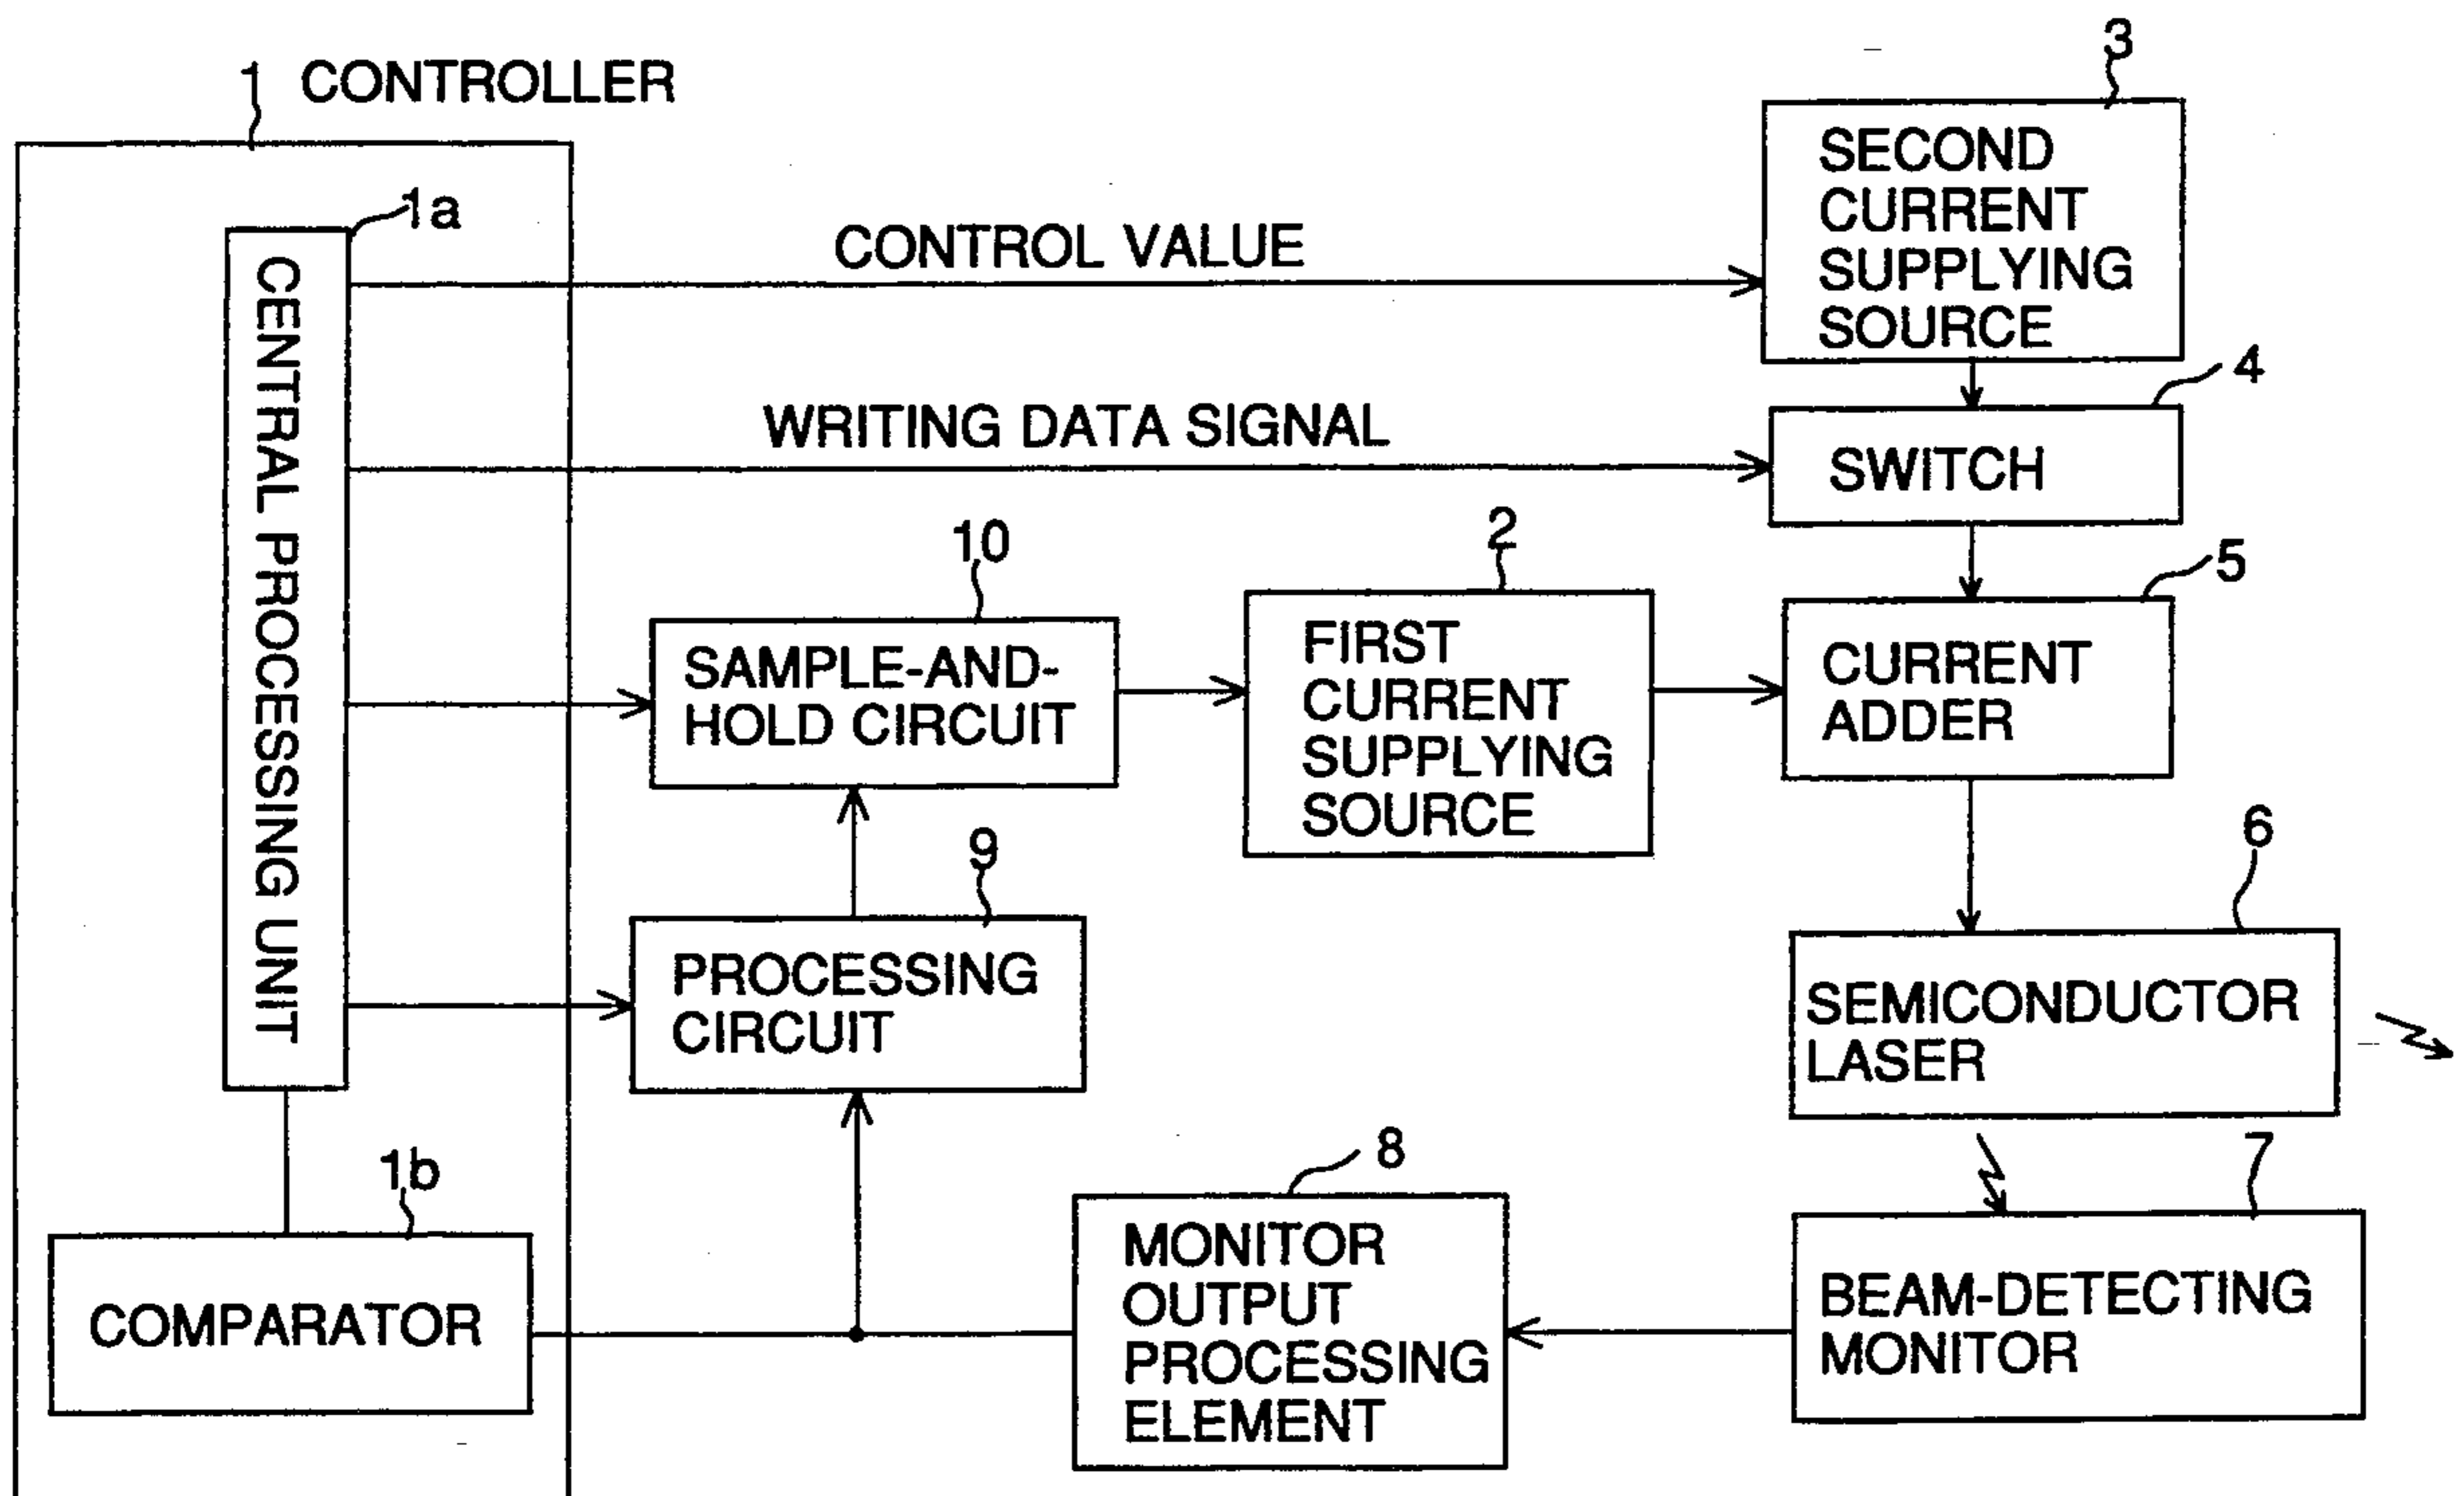 1 CONTROLLER
3
SECOND
CURRENT
SUPPLYING
SOURCE
1a
CENTRAL PROCESSING UNIT
CONTROL VALUE
4
WRITING DATA SIGNAL
SWITCH
10
2
5
SAMPLE-AND-
HOLD CIRCUIT
FIRST
CURRENT
SUPPLYING
SOURCE
CURRENT
ADDER
9
6
PROCESSING
CIRCUIT
SEMICONDUCTOR
LASER
1b
8
7
COMPARATOR
MONITOR
OUTPUT
PROCESSING
ELEMENT
BEAM-DETECTING
MONITOR